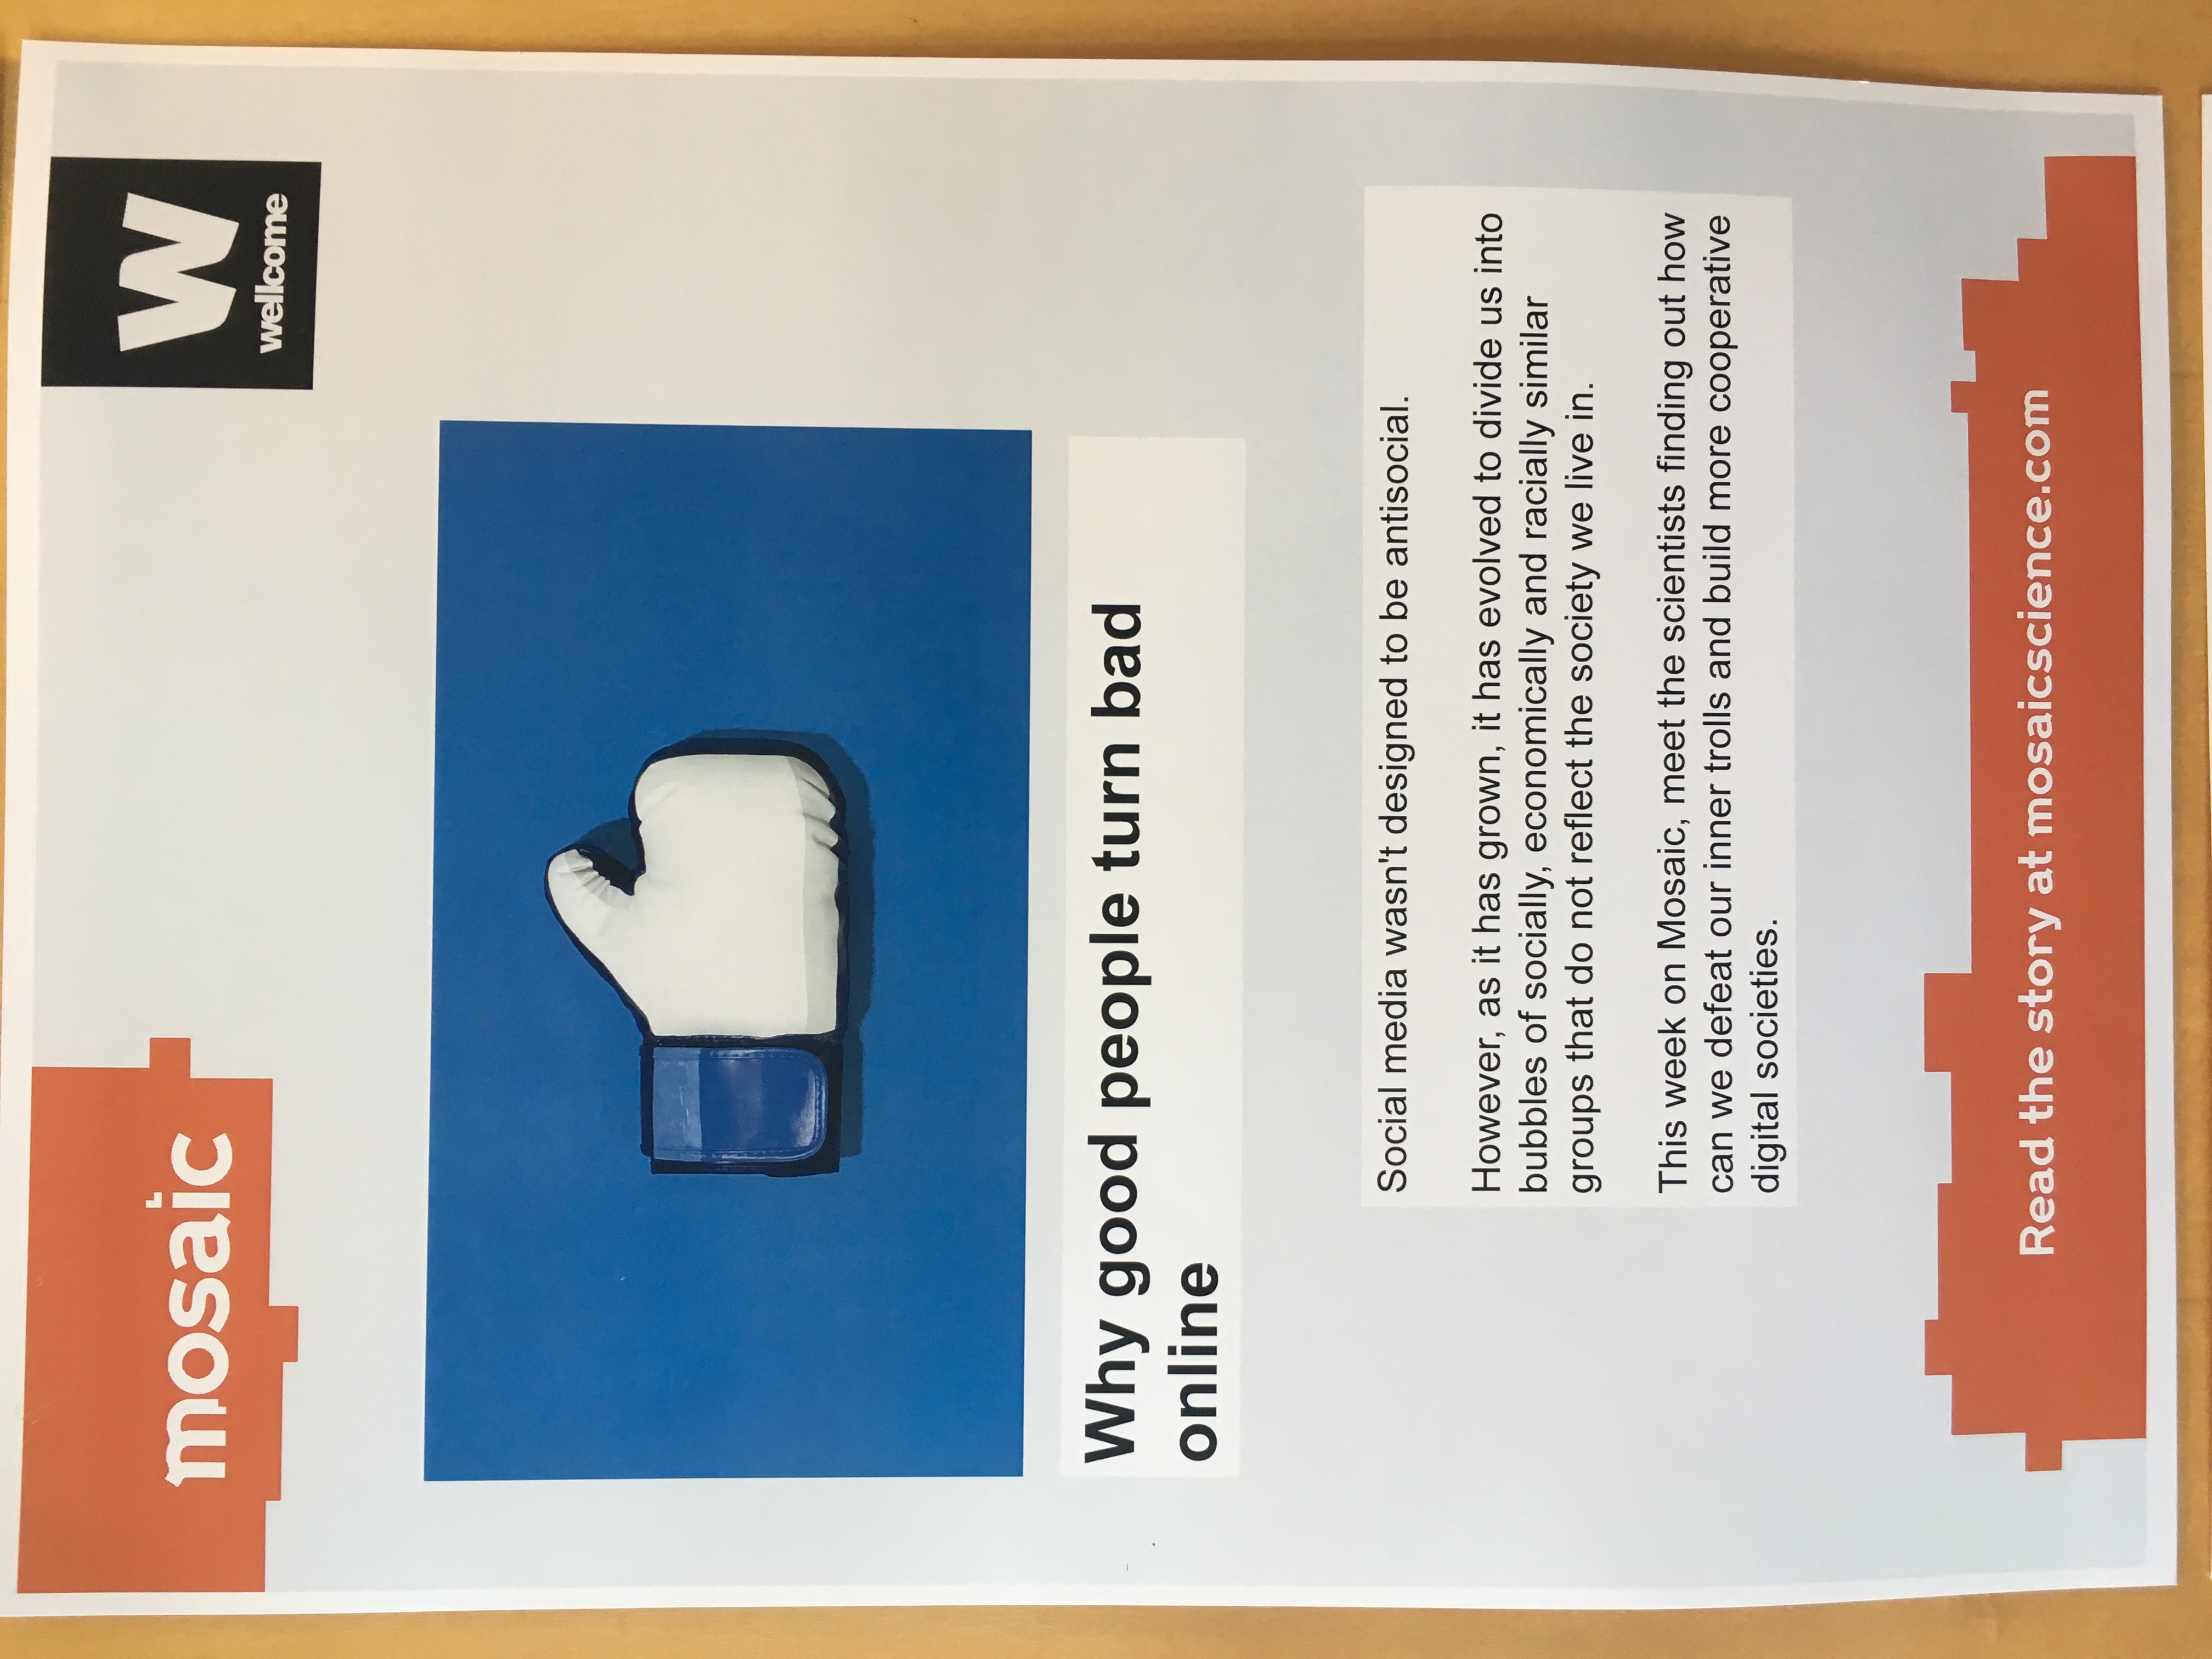 mosaic
W
wellcome
Why good people turn bad
online
Social media wasn't designed to be antisocial.
However, as it has grown, it has evolved to divide us into
bubbles of socially, economically and racially similar
groups that do not reflect the society we live in.
This week on Mosaic, meet the scientists finding out how
can we defeat our inner trolls and build more cooperative
digital societies.
Read the story at mosaicscience.com